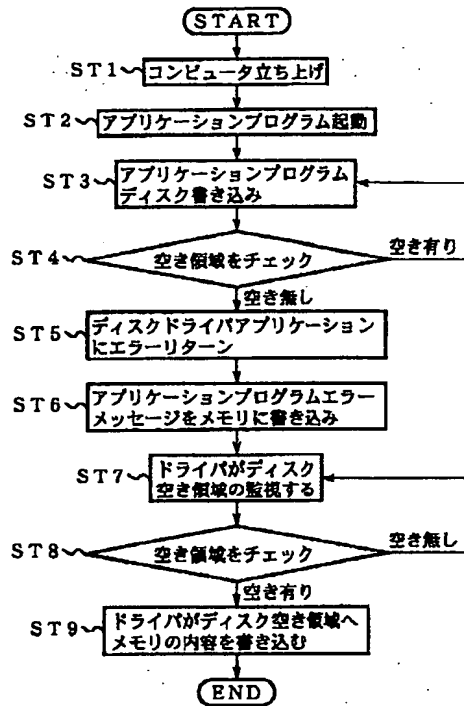 START
ST1 コンピュータ立ち上げ
ST2 アプリケーションプログラム起動
ST3 アプリケーションプログラム
ディスク書き込み
ST4 空き領域をチェック 空き有り
空き無し
ST5 ディスクドライバアプリケーション
にエラーリターン
ST6 アプリケーションプログラムエラー
メッセージをメモリに書き込み
ST7 ドライバがディスク
空き領域の監視する
ST8 空き領域をチェック 空き無し
空き有り
ST9 ドライバがディスク空き領域へ
メモリの内容を書き込む
END